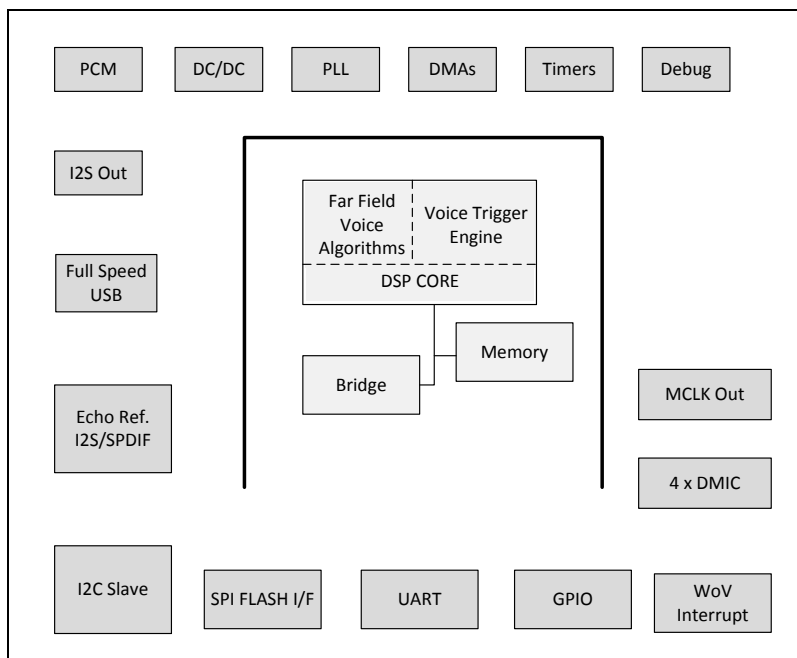 PCM
DC/DC
PLL
DMAs
Timers
Debug
I2S Out
Far Field
Voice
Algorithms
Voice Trigger
Engine
DSP CORE
Full Speed
USB
Memory
Bridge
Echo Ref.
I2S/SPDIF
MCLK Out
4 x DMIC
I2C Slave
SPI FLASH I/F
UART
GPIO
WoV
Interrupt